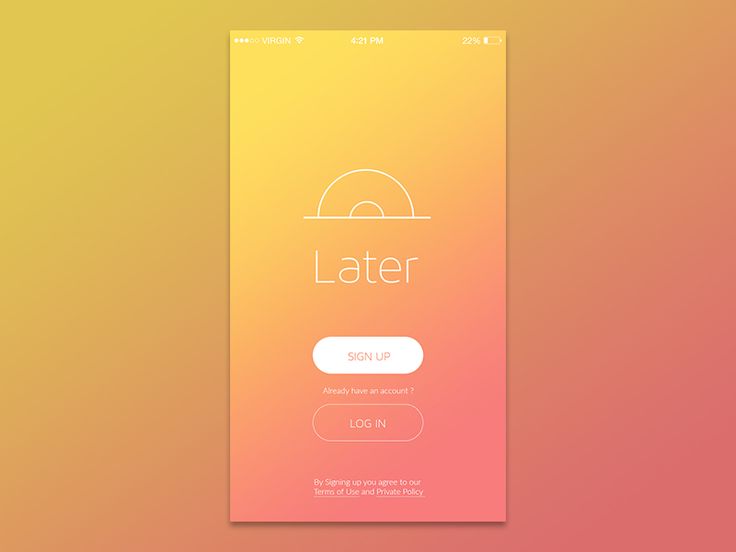 VIRGIN 4:21 PM 22%
Later
SIGN UP
Already have an account ?
LOG IN
By Signing up you agree to our
Terms of Use and Private Policy